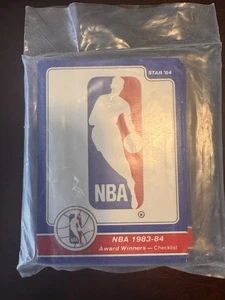 STAR '84
NBA
®
NBA 1983-84
Award Winners — Checklist